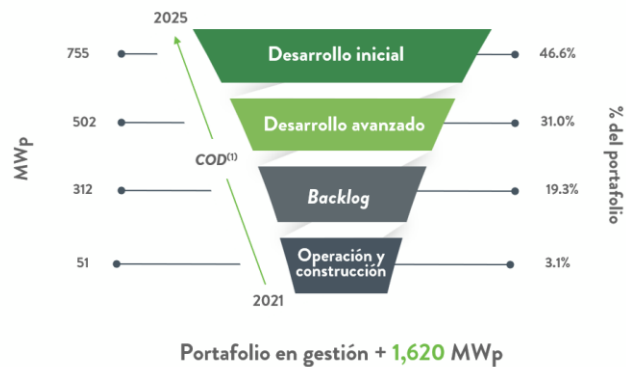 2025
755
Desarrollo inicial
46.6%
502
Desarrollo avanzado
31.0%
MWp
COD(1)
% del portafolio
312
Backlog
19.3%
51
Operación y
construcción
3.1%
2021
Portafolio en gestión + 1,620 MWp